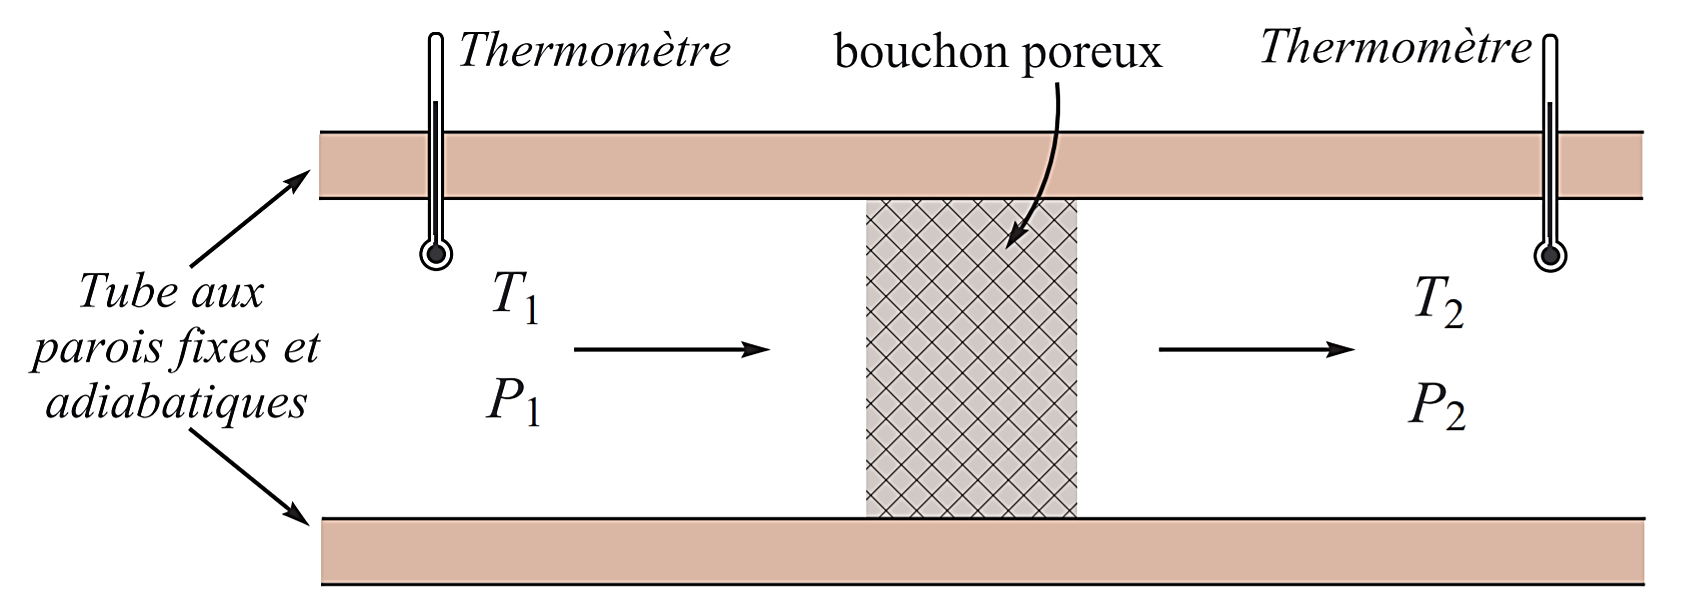 Thermomètre
bouchon poreux
Thermomètre
Tube aux
parois fixes et
adiabatiques
T1
P1
T2
P2